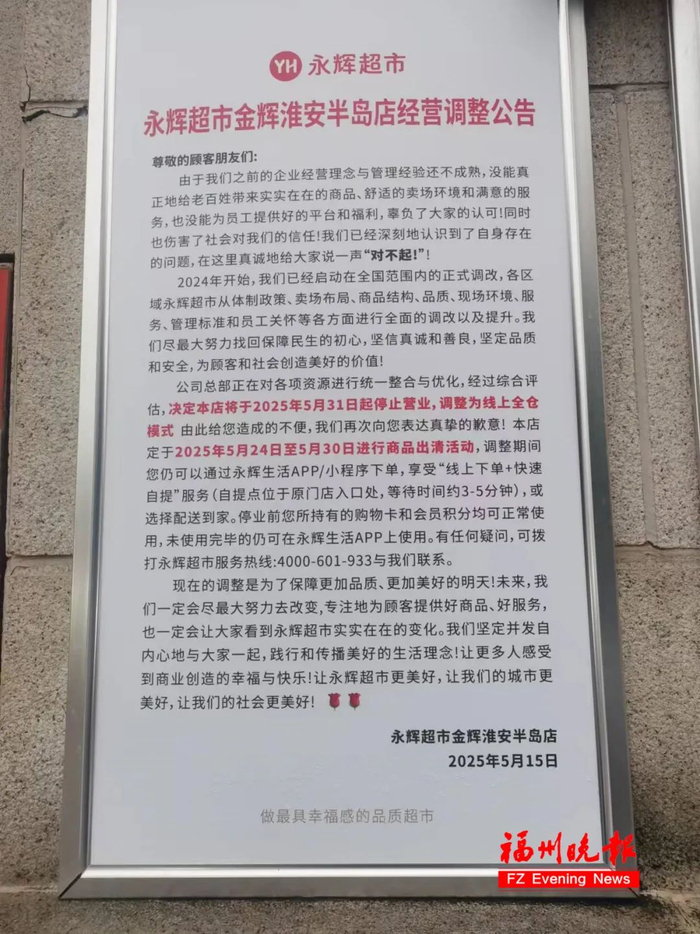 YH 永辉超市
永辉超市金辉淮安半岛店经营调整公告
尊敬的顾客朋友们:
由于我们之前的企业经营理念与管理经验还不成熟，没能真
正地给老百姓带来实实在在的商品、舒适的卖场环境和满意的服
务，也没能为员工提供好的平台和福利，辜负了大家的认可!同时
也伤害了社会对我们的信任!我们已经深刻地认识到了自身存在
的问题，在这里真诚地给大家说一声“对不起!”!
2024年开始，我们已经启动在全国范围内的正式调改，各区
域永辉超市从体制政策、卖场布局、商品结构、品质、现场环境、服
务、管理标准和员工关怀等各方面进行全面的调改以及提升。我
们尽最大努力找回保障民生的初心，坚信真诚和善良，坚定品质
和安全，为顾客和社会创造美好的价值!
公司总部正在对各项资源进行统一整合与优化，经过综合评
估，决定本店将于2025年5月31日起停止营业，调整为线上全仓
模式 由此给您造成的不便，我们再次向您表达真挚的歉意! 本店
定于2025年5月24日至5月30日进行商品出清活动，调整期间
您仍可以通过永辉生活APP/小程序下单，享受“线上下单+快速
自提”服务（自提点位于原门店入口处，等待时间约3-5分钟），或
选择配送到家。停业前您所持有的购物卡和会员积分均可正常使
用，未使用完毕的仍可在永辉生活APP上使用。有任何疑问，可拨
打永辉超市服务热线:4000-601-933与我们联系。
现在的调整是为了保障更加品质、更加美好的明天!未来，我
们一定会尽最大努力去改变，专注地为顾客提供好商品、好服务，
也一定会让大家看到永辉超市实实在在的变化。我们坚定并发自
内心地与大家一起，践行和传播美好的生活理念!让更多人感受
到商业创造的幸福与快乐!让永辉超市更美好，让我们的城市更
美好，让我们的社会更美好!
永辉超市金辉淮安半岛店
2025年5月15日
做最具幸福感的品质超市
福州晚报
FZ Evening News